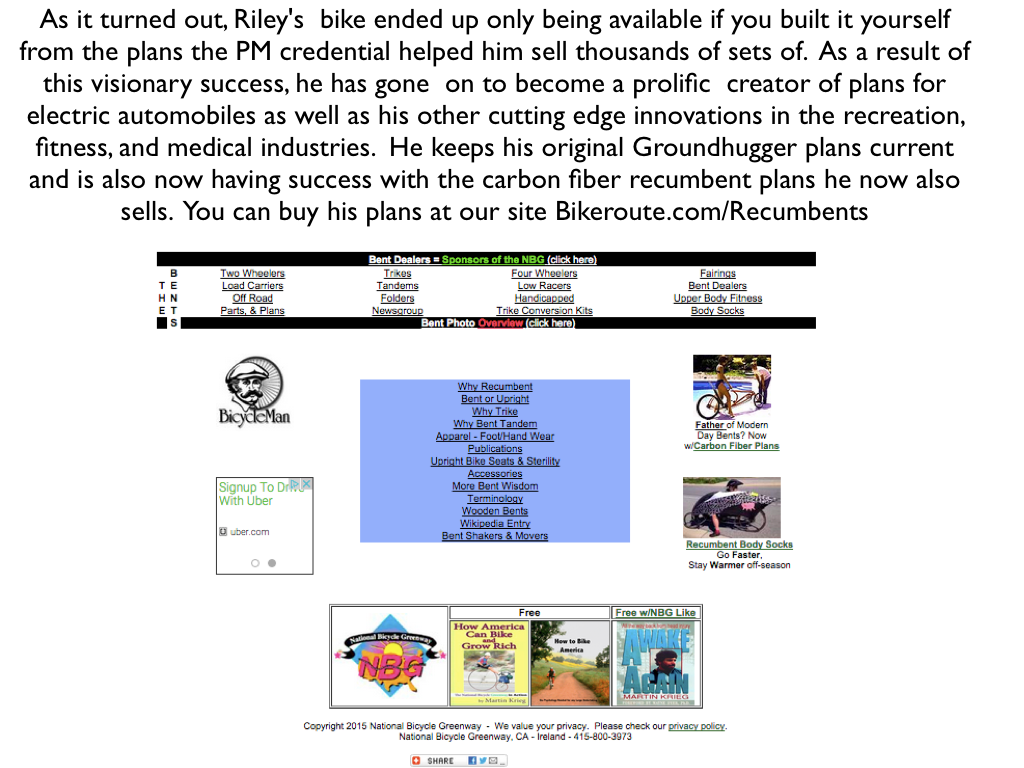 As it turned out, Riley's bike ended up only being available if you built it yourself
from the plans the PM credential helped him sell thousands of sets of. As a result of
this visionary success, he has gone on to become a prolific creator of plans for
electric automobiles as well as his other cutting edge innovations in the recreation,
fitness, and medical industries. He keeps his original Groundhugger plans current
and is also now having success with the carbon fiber recumbent plans he now also
sells. You can buy his plans at our site Bikeroute.com/Recumbents
Bent Dealers = Sponsors of the NBG (click here)
B Two Wheelers Trikes Four Wheelers Fairings
T E Load Carriers Tandems Low Racers Bent Dealers
H N Off Road Folders Handicapped Upper Body Fitness
E T Parts, & Plans Newsgroup Trike Conversion Kits Body Socks
S Bent Photo Overview (click here)
BicycleMan
Signup To Drive
With Uber
uber.com
Why Recumbent
Bent or Upright
Why Trike
Why Bent Tandem
Apparel - Foot/Hand Wear
Publications
Upright Bike Seats & Sterility
Accessories
More Bent Wisdom
Terminology
Wooden Bents
Wikipedia Entry
Bent Shakers & Movers
Father of Modern
Day Bents? Now
w/Carbon Fiber Plans
Recumbent Body Socks
Go Faster,
Stay Warmer off-season
Free
Free w/NBG Like
National Bicycle Greenway
NBG
How America
Can Bike
and
Grow Rich
by Martin Krieg
How to Bike
America
AWAKE
AGAIN
MARTIN KRIEG
Copyright 2015 National Bicycle Greenway - We value your privacy. Please check our privacy policy.
National Bicycle Greenway, CA - Ireland - 415-800-3973
SHARE